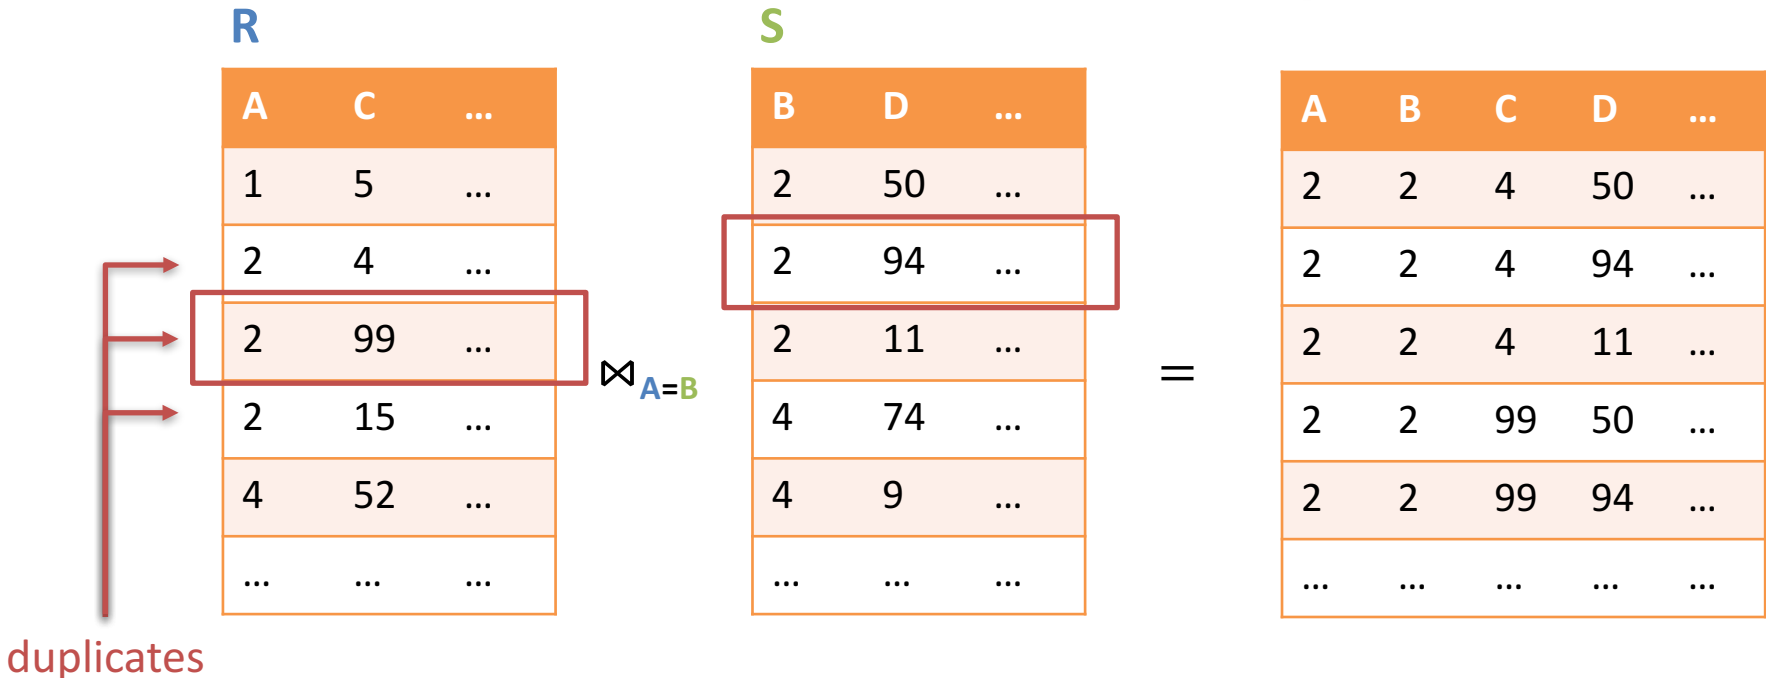 R
A C ...
1 5 ...
2 4 ...
2 99 ...
2 15 ...
4 52 ...
... ... ...
duplicates
⋈ A=B
S
B D ...
2 50 ...
2 94 ...
2 11 ...
4 74 ...
4 9 ...
... ... ...
=
A B C D ...
2 2 4 50 ...
2 2 4 94 ...
2 2 4 11 ...
2 2 99 50 ...
2 2 99 94 ...
... ... ... ... ...